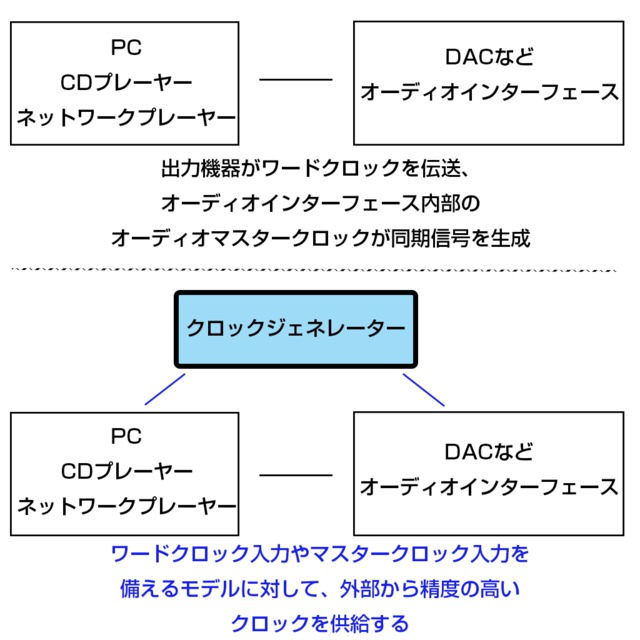 PC
CDプレーヤー
ネットワークプレーヤー
DACなど
オーディオインターフェース
出力機器がワードクロックを伝送、
オーディオインターフェース内部の
オーディオマスタークロックが同期信号を生成
クロックジェネレーター
PC
CDプレーヤー
ネットワークプレーヤー
DACなど
オーディオインターフェース
ワードクロック入力やマスタークロック入力を
備えるモデルに対して、外部から精度の高い
クロックを供給する